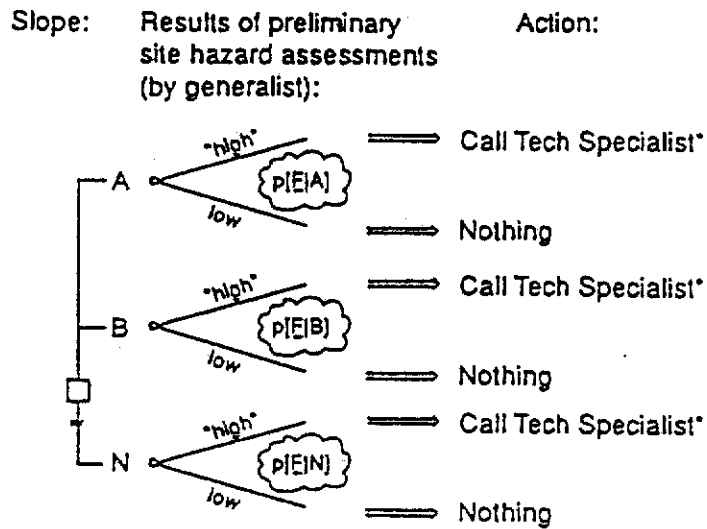 Slope: Results of preliminary Action:
site hazard assessments
(by generalist):
"high" Call Tech Specialist*
A p[E|A]
low Nothing
"high" Call Tech Specialist*
B p[E|B]
low Nothing
"high" Call Tech Specialist*
N p[E|N]
low Nothing